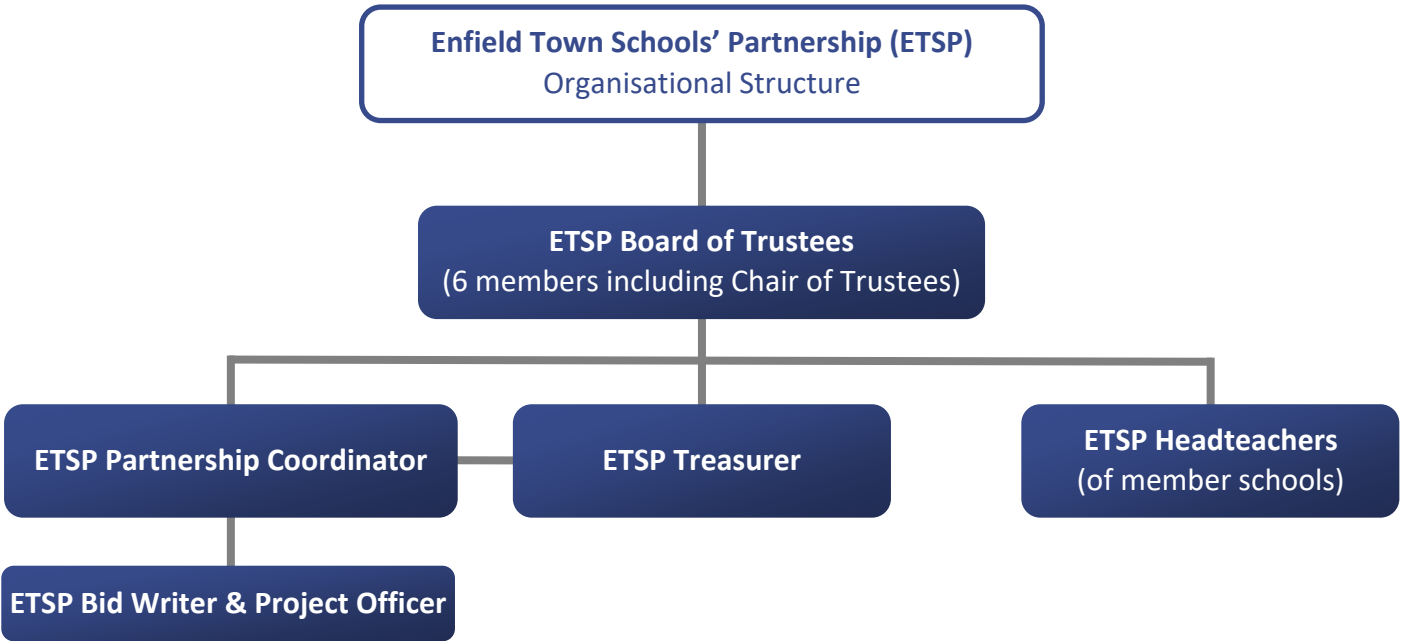 Enfield Town Schools’ Partnership (ETSP)
Organisational Structure
ETSP Board of Trustees
(6 members including Chair of Trustees)
ETSP Partnership Coordinator
ETSP Treasurer
ETSP Headteachers
(of member schools)
ETSP Bid Writer & Project Officer